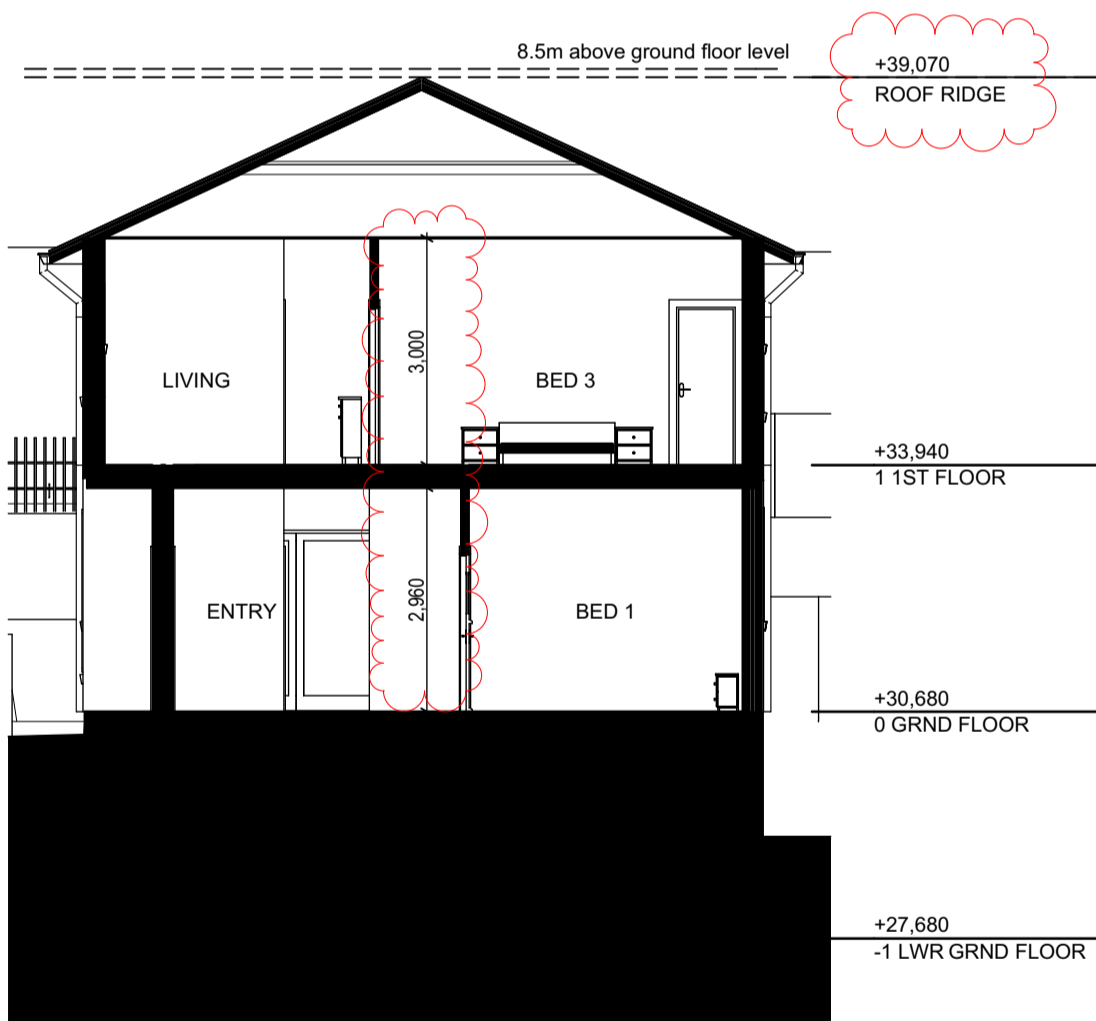 8.5m above ground floor level
+39,070
ROOF RIDGE
3,000
LIVING
BED 3
+33,940
1 1ST FLOOR
2,960
ENTRY
BED 1
+30,680
0 GRND FLOOR
+27,680
-1 LWR GRND FLOOR